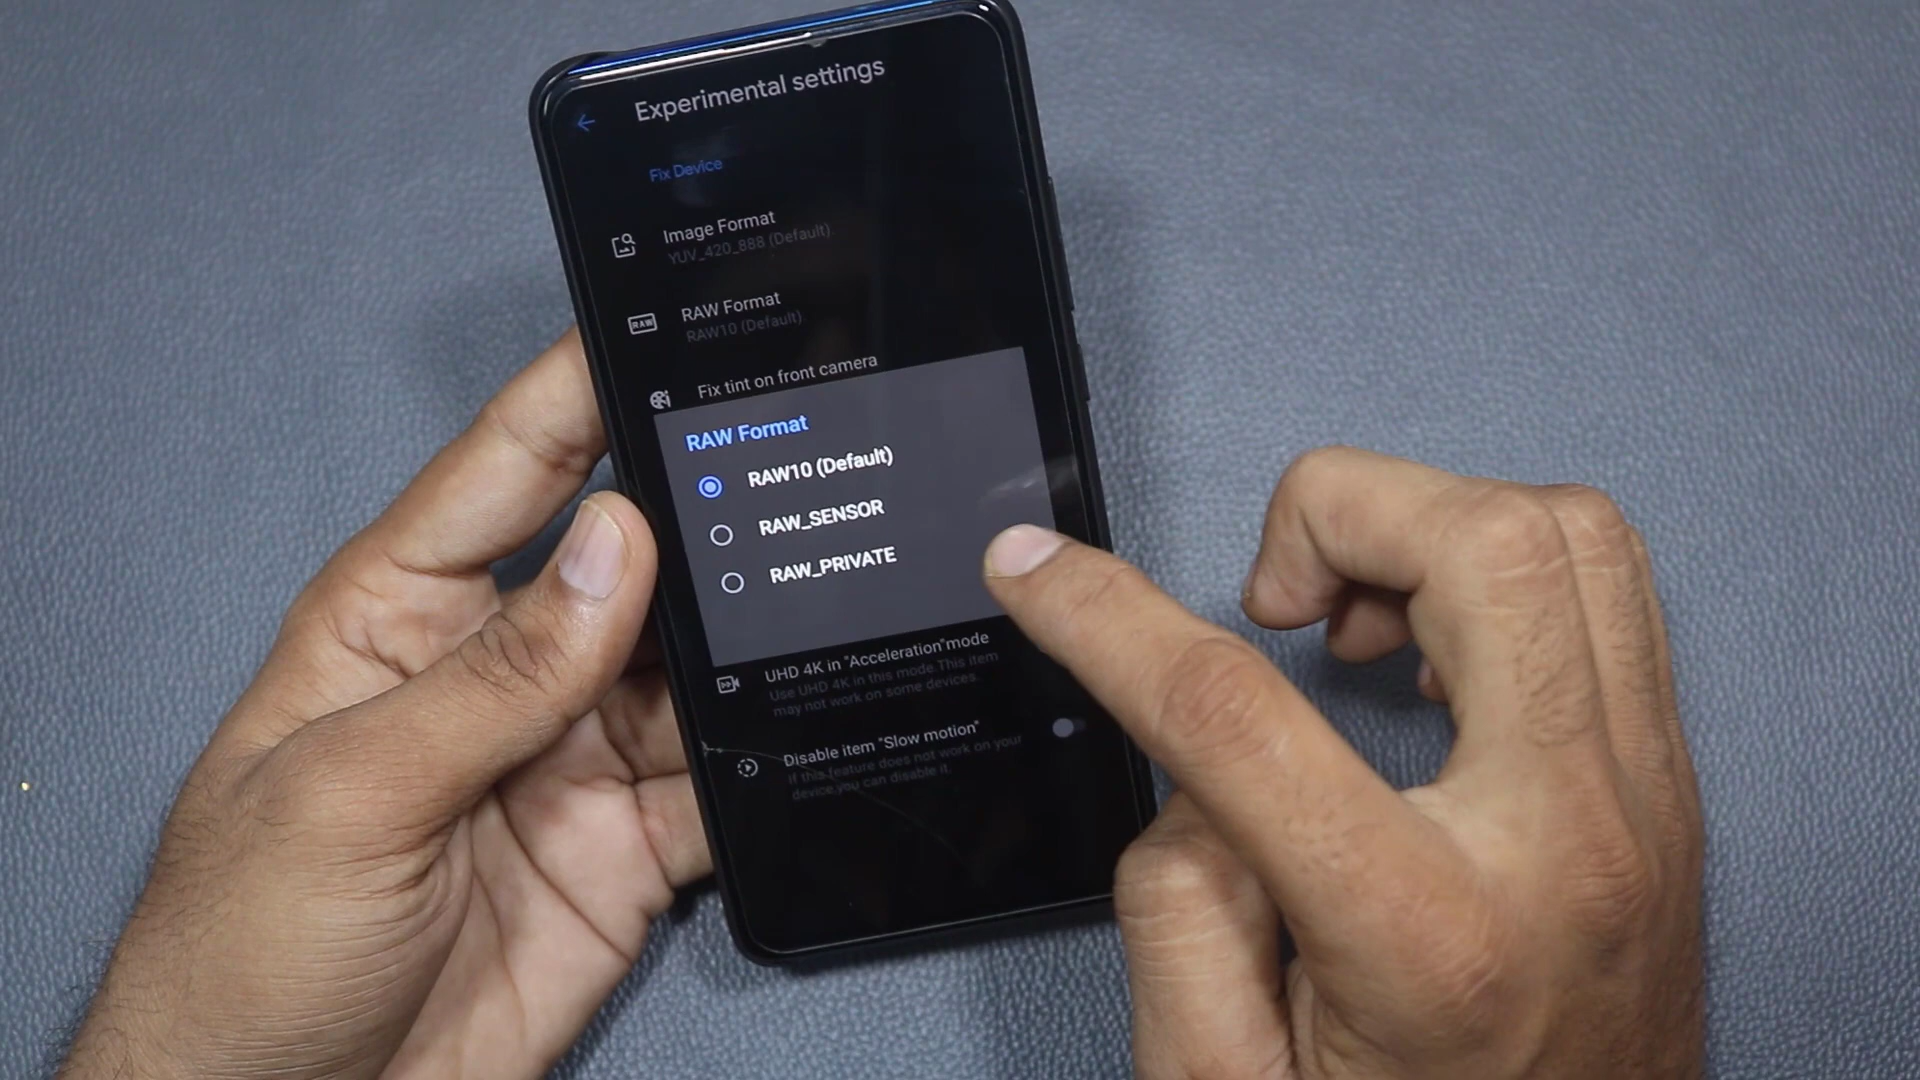 Experimental settings
Fix Device
Image Format
YUV_420_888 (Default).
RAW
RAW Format
RAW10 (Default).
Fix tint on front camera
RAW Format
RAW10 (Default)
RAW_SENSOR
RAW_PRIVATE
UHD 4K in "Acceleration"mode
Use UHD 4K in this mode.This item
may not work on some devices.
Disable item "Slow motion"
If this feature does not work on your
device,you can disable it.